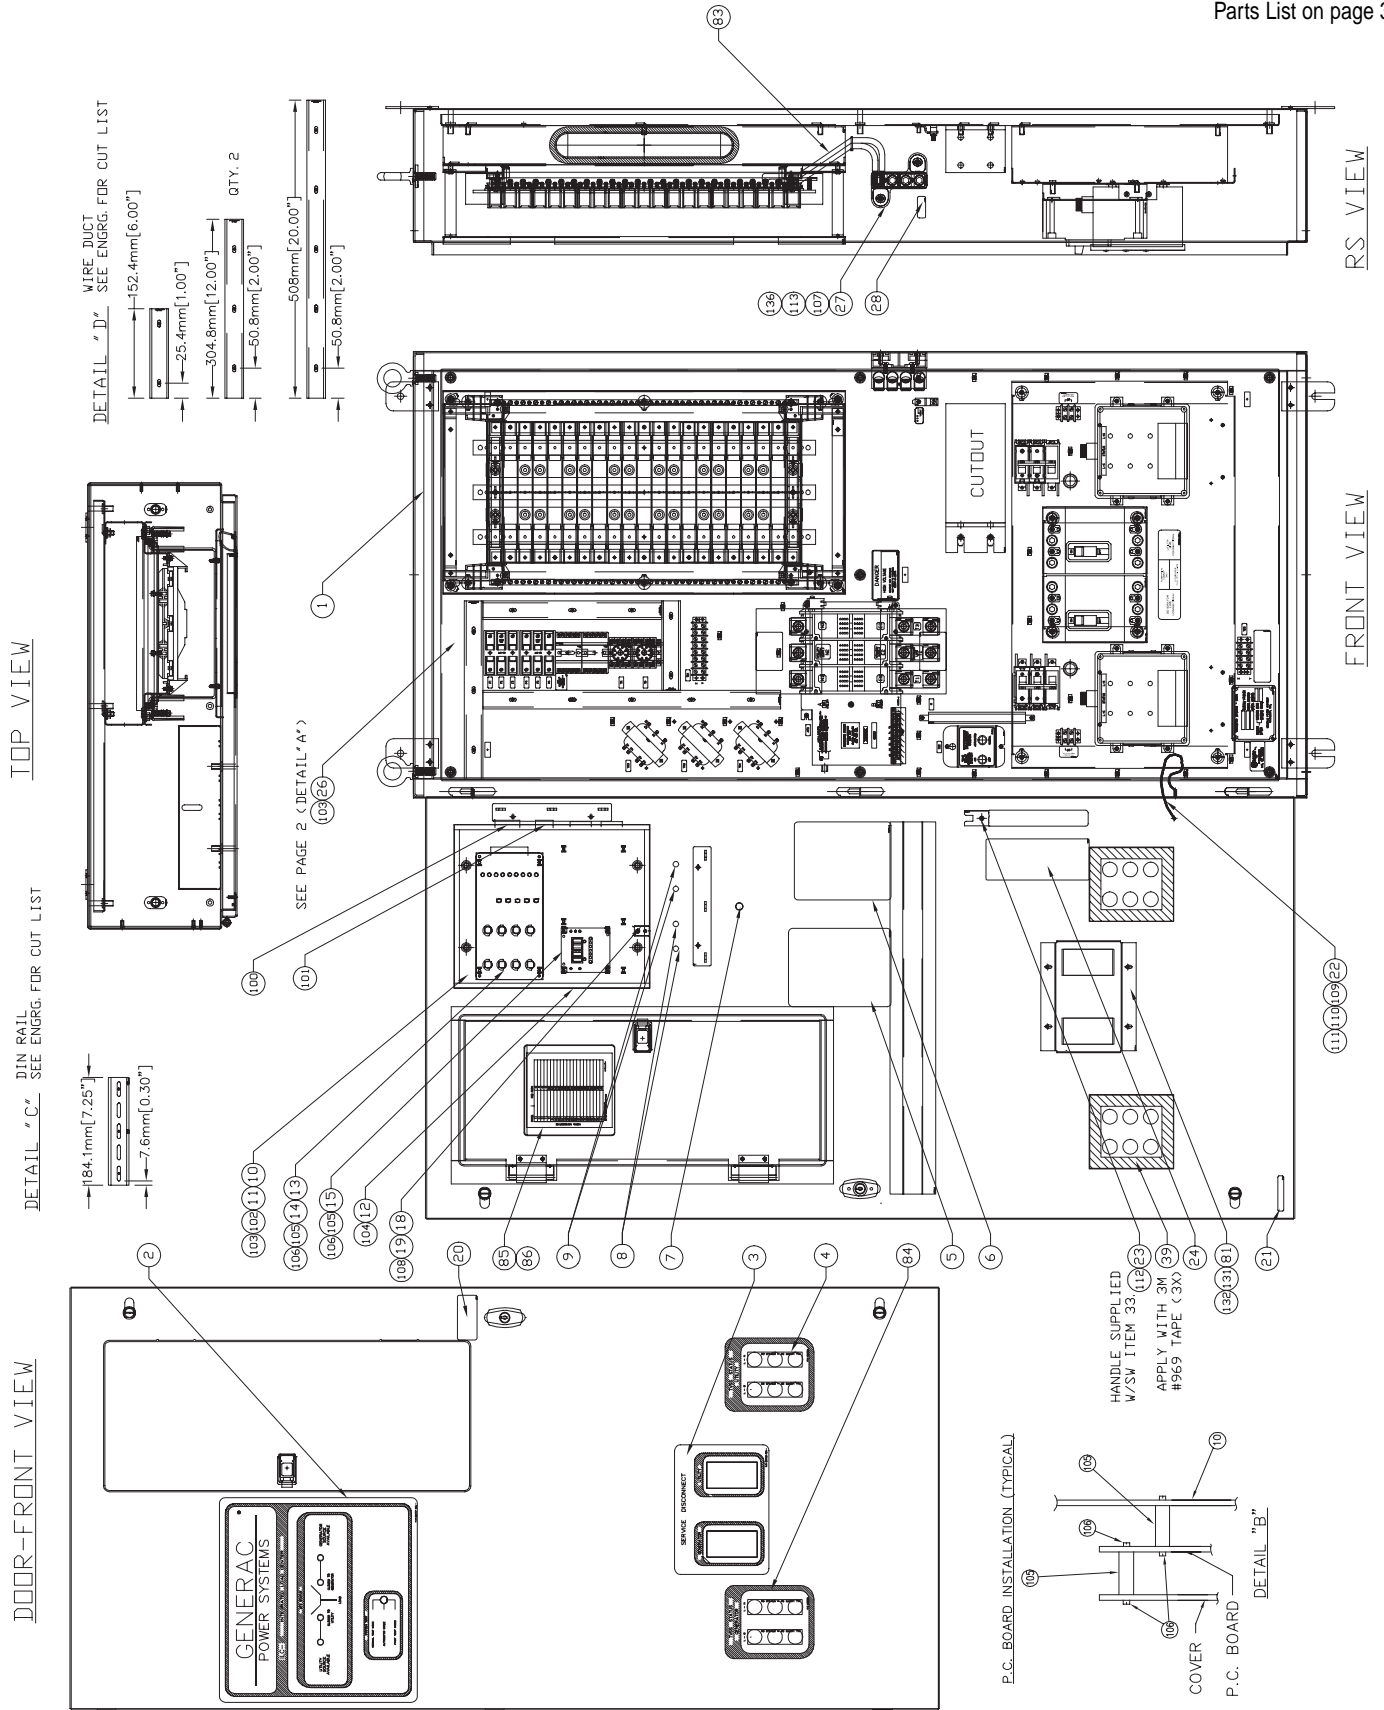 Parts List on page 3
DOOR-FRONT VIEW
2
20
GENERAC
POWER SYSTEMS
SERVICE DISCONNECT
3
4
84
DETAIL "C"
DIN RAIL
SEE ENGRG. FOR CUT LIST
184.1mm[7.25"]
7.6mm[0.30"]
103 102 11 10
106 105 14 13
106 105 15
104 12
108 19 18
85
86
9
8
7
5
6
HANDLE SUPPLIED
W/SW ITEM 33.
112 23
APPLY WITH 3M
#969 TAPE (3X)
39
24
132 131 81
21
TOP VIEW
SEE PAGE 2 (DETAIL"A")
103 26
1
100
101
111 110 109 22
DETAIL "D"
WIRE DUCT
SEE ENGRG. FOR CUT LIST
152.4mm[6.00"]
25.4mm[1.00"]
304.8mm[12.00"]
QTY. 2
50.8mm[2.00"]
508mm[20.00"]
50.8mm[2.00"]
DANGER
CUTOUT
FRONT VIEW
83
136
113
107
27
28
RS VIEW
P.C. BOARD INSTALLATION (TYPICAL)
105
106
105
10
106
COVER
P.C. BOARD
DETAIL "B"